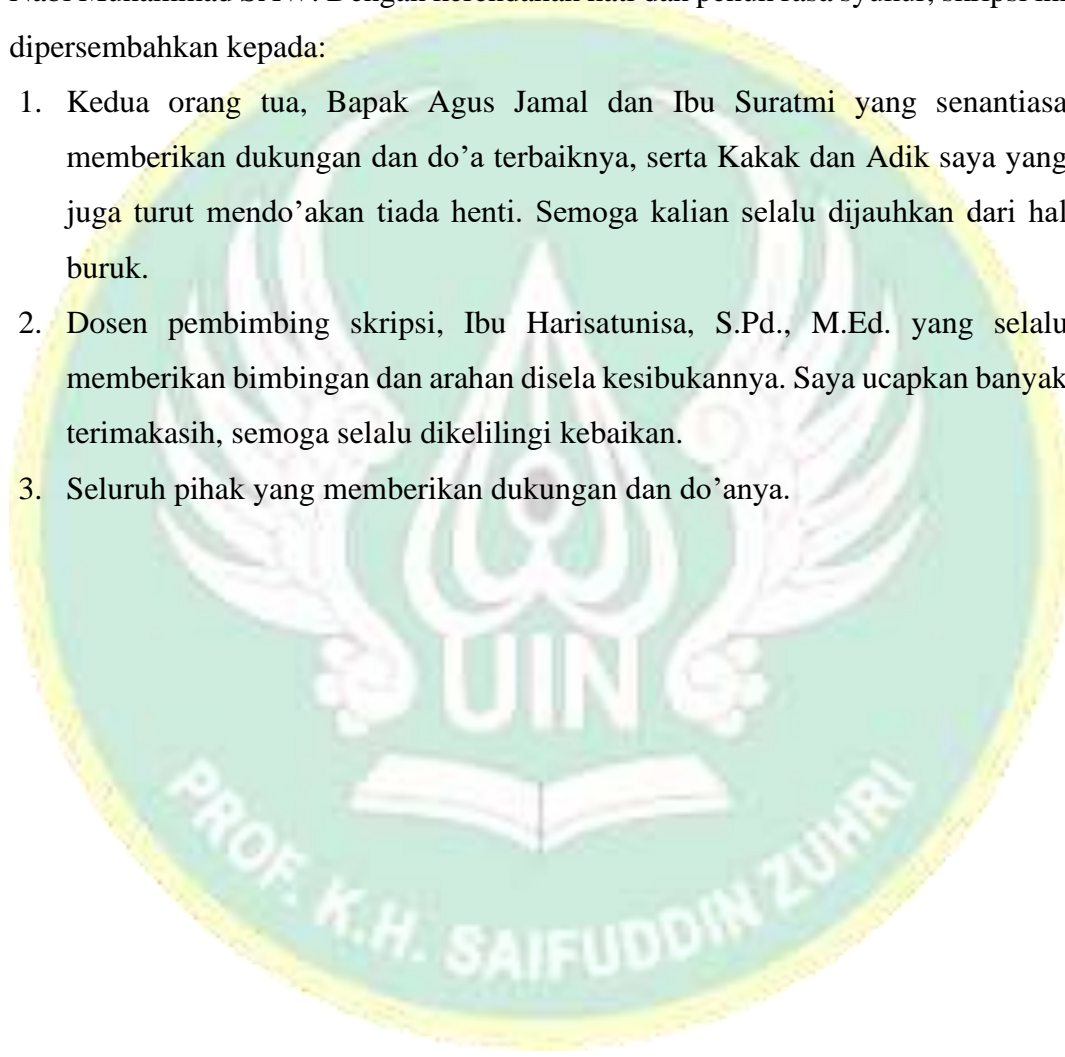 dipersembahkan kepada:
1. Kedua orang tua, Bapak Agus Jamal dan Ibu Suratmi yang senantiasa
memberikan dukungan dan do’a terbaiknya, serta Kakak dan Adik saya yang
juga turut mendo’akan tiada henti. Semoga kalian selalu dijauhkan dari hal
buruk.
2. Dosen pembimbing skripsi, Ibu Harisatunisa, S.Pd., M.Ed. yang selalu
memberikan bimbingan dan arahan disela kesibukannya. Saya ucapkan banyak
terimakasih, semoga selalu dikelilingi kebaikan.
3. Seluruh pihak yang memberikan dukungan dan do’anya.
UIN
PROF. K.H. SAIFUDDIN ZUHRI